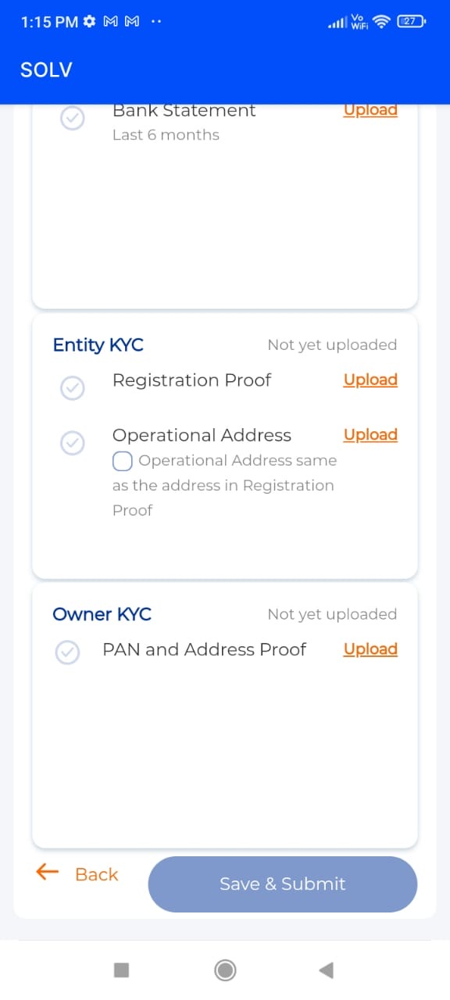 1:15 PM
Vo
WiFi
27
SOLV
Bank Statement Upload
Last 6 months
Entity KYC Not yet uploaded
Registration Proof Upload
Operational Address Upload
Operational Address same
as the address in Registration
Proof
Owner KYC Not yet uploaded
PAN and Address Proof Upload
Back Save & Submit